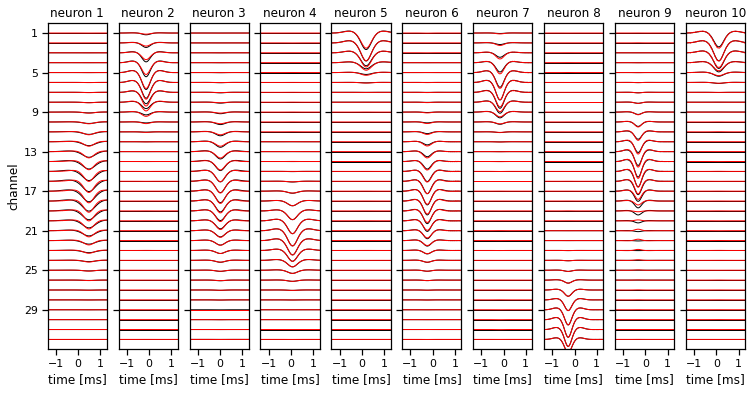 neuron 1 neuron 2 neuron 3 neuron 4 neuron 5 neuron 6 neuron 7 neuron 8 neuron 9 neuron 10
1
5
9
13
channel
17
21
25
29
−1 0 1 −1 0 1 −1 0 1 −1 0 1 −1 0 1 −1 0 1 −1 0 1 −1 0 1 −1 0 1 −1 0 1
time [ms] time [ms] time [ms] time [ms] time [ms] time [ms] time [ms] time [ms] time [ms] time [ms]